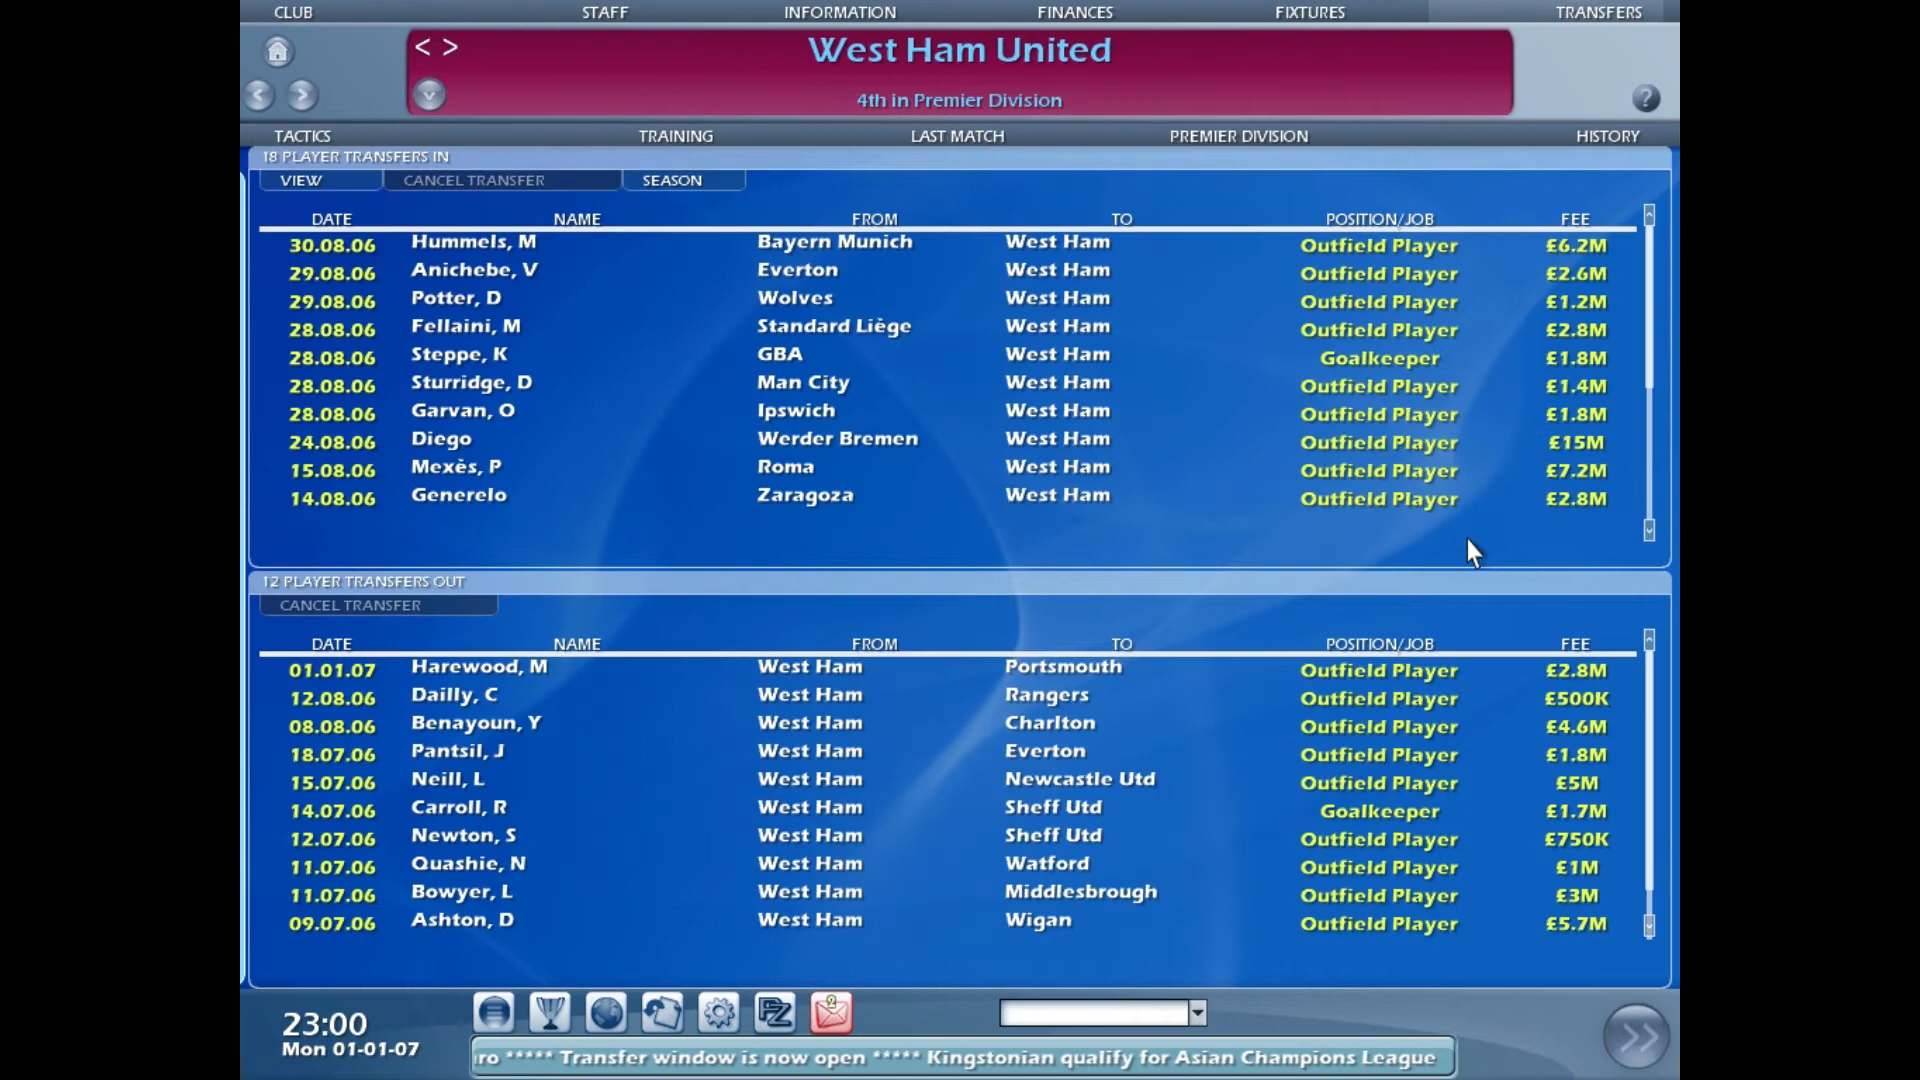 CLUB STAFF INFORMATION FINANCES FIXTURES TRANSFERS
< > West Ham United
4th in Premier Division
TACTICS TRAINING LAST MATCH PREMIER DIVISION HISTORY
18 PLAYER TRANSFERS IN
VIEW CANCEL TRANSFER SEASON
DATE NAME FROM TO POSITION/JOB FEE
30.08.06 Hummels, M Bayern Munich West Ham Outfield Player £6.2M
29.08.06 Anichebe, V Everton West Ham Outfield Player £2.6M
29.08.06 Potter, D Wolves West Ham Outfield Player £1.2M
28.08.06 Fellaini, M Standard Liège West Ham Outfield Player £2.8M
28.08.06 Steppe, K GBA West Ham Goalkeeper £1.8M
28.08.06 Sturridge, D Man City West Ham Outfield Player £1.4M
28.08.06 Garvan, O Ipswich West Ham Outfield Player £1.8M
24.08.06 Diego Werder Bremen West Ham Outfield Player £15M
15.08.06 Mexès, P Roma West Ham Outfield Player £7.2M
14.08.06 Generelo Zaragoza West Ham Outfield Player £2.8M
12 PLAYER TRANSFERS OUT
CANCEL TRANSFER
DATE NAME FROM TO POSITION/JOB FEE
01.01.07 Harewood, M West Ham Portsmouth Outfield Player £2.8M
12.08.06 Dailly, C West Ham Rangers Outfield Player £500K
08.08.06 Benayoun, Y West Ham Charlton Outfield Player £4.6M
18.07.06 Pantsil, J West Ham Everton Outfield Player £1.8M
15.07.06 Neill, L West Ham Newcastle Utd Outfield Player £5M
14.07.06 Carroll, R West Ham Sheff Utd Goalkeeper £1.7M
12.07.06 Newton, S West Ham Sheff Utd Outfield Player £750K
11.07.06 Quashie, N West Ham Watford Outfield Player £1M
11.07.06 Bowyer, L West Ham Middlesbrough Outfield Player £3M
09.07.06 Ashton, D West Ham Wigan Outfield Player £5.7M
23:00
Mon 01-01-07
PZ
2
ro ***** Transfer window is now open ***** Kingstonian qualify for Asian Champions League